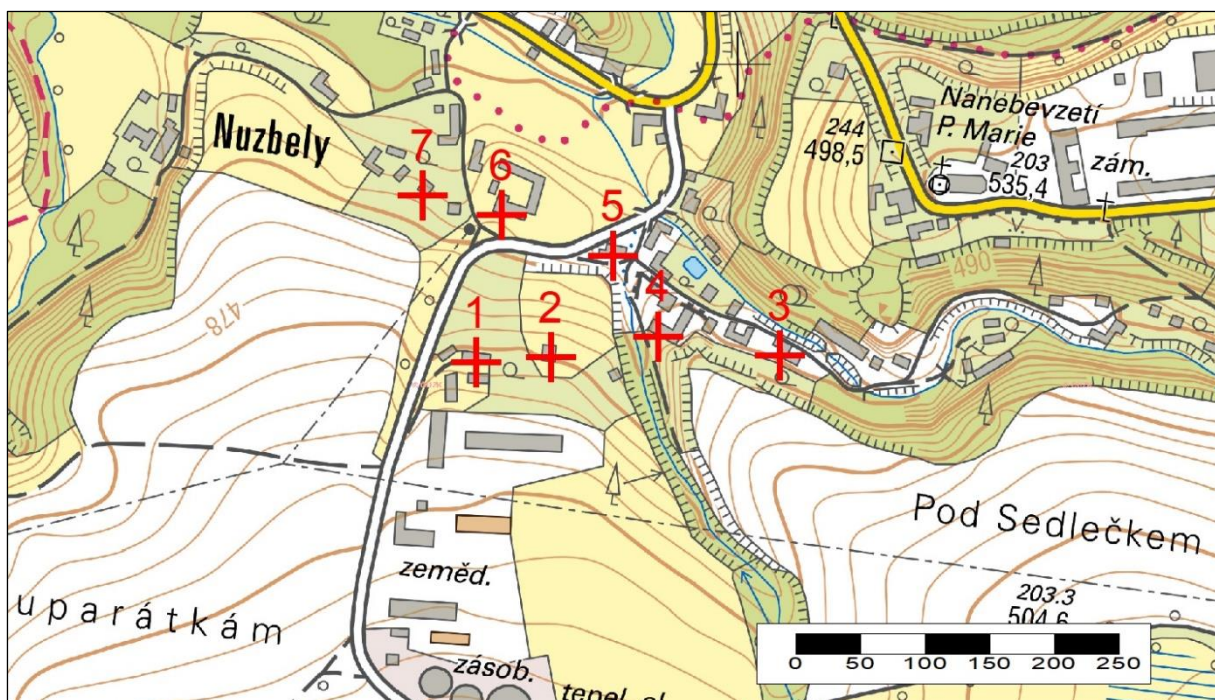 Nuzbely
7
6
5
244
498,5
Nanebevzetí
P. Marie
203
535,4
zám.
490
478
1
2
4
3
Pod Sedlečkem
uparátkám
zeměd.
zásob.
203.3
504,6
0 50 100 150 200 250